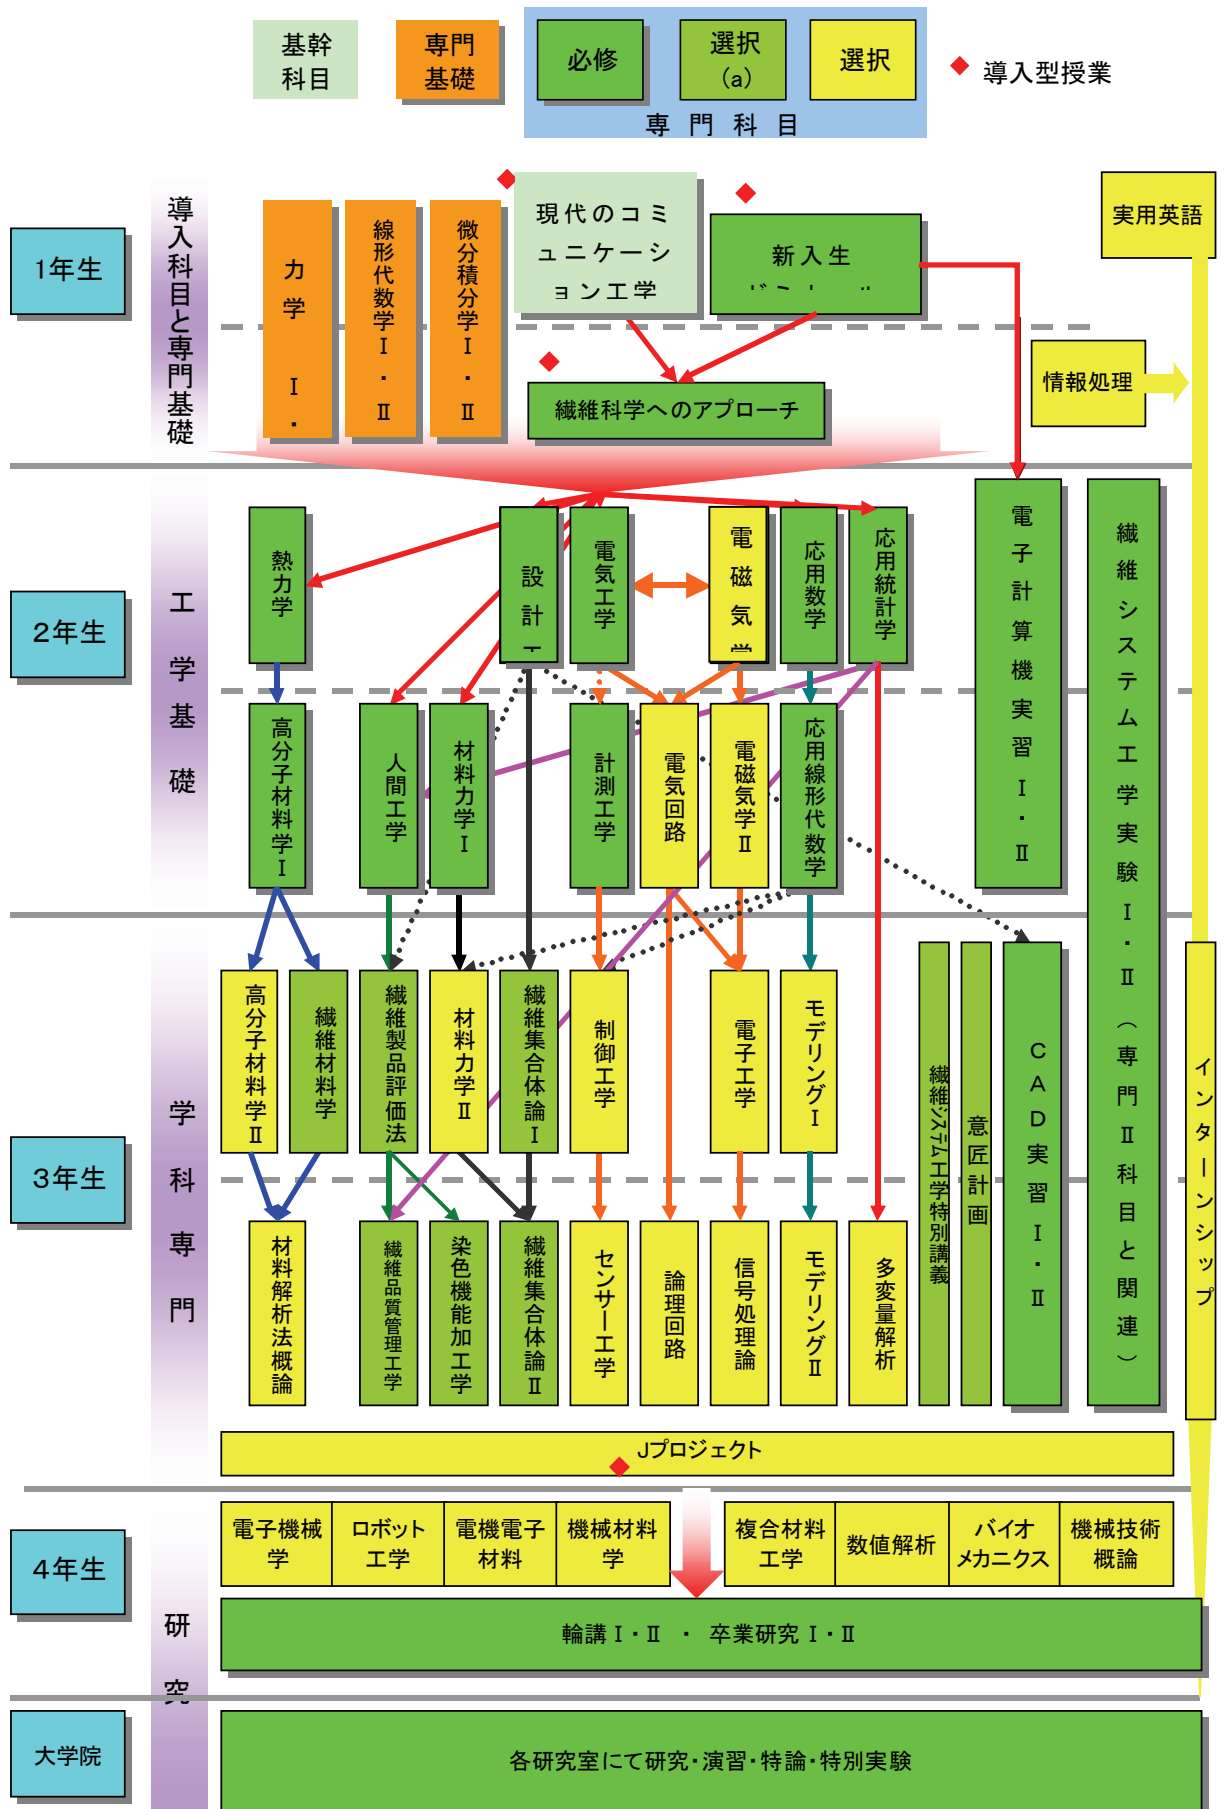 基幹
科目
専門
基礎
必修
選択
(a)
選択
専門科目
導入型授業
1年生
導入科目と専門基礎
力学 Ⅰ・
線形代数学Ⅰ・Ⅱ
微分積分学Ⅰ・Ⅱ
現代のコミ
ュニケーシ
ョン工学
新入生
実用英語
情報処理
繊維科学へのアプローチ
2年生
工学基礎
熱力学
設計
電気工学
電磁気学
応用数学
応用統計学
電子計算機実習Ⅰ・Ⅱ
繊維システム工学実験Ⅰ・Ⅱ(専門Ⅱ科目と関連)
高分子材料学Ⅰ
人間工学
材料力学Ⅰ
計測工学
電気回路
電磁気学Ⅱ
応用線形代数学
3年生
学科専門
高分子材料学Ⅱ
繊維材料学
繊維製品評価法
材料力学Ⅱ
繊維集合体論Ⅰ
制御工学
電子工学
モデリングⅠ
繊維システム工学特別講義
意匠計画
CAD実習Ⅰ・Ⅱ
インターンシップ
材料解析法概論
繊維品質管理工学
染色機能加工学
繊維集合体論Ⅱ
センサー工学
論理回路
信号処理論
モデリングⅡ
多変量解析
Jプロジェクト
4年生
研究
電子機械
学
ロボット
工学
電機電子
材料
機械材料
学
複合材料
工学
数値解析
バイオ
メカニクス
機械技術
概論
輪講Ⅰ・Ⅱ ・ 卒業研究Ⅰ・Ⅱ
大学院
各研究室にて研究・演習・特論・特別実験